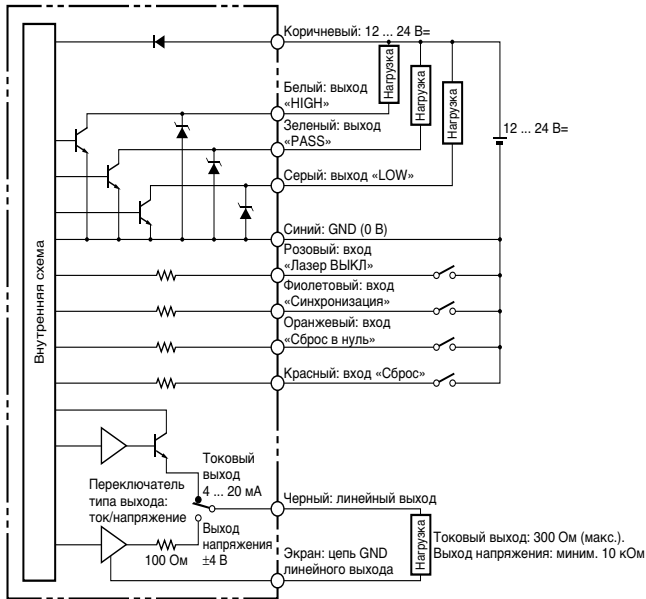 Коричневый: 12 ... 24 В=
Нагрузка
Нагрузка
Нагрузка
Белый: выход
«HIGH»
Зеленый: выход
«PASS»
12 ... 24 В=
Серый: выход «LOW»
Синий: GND (0 В)
Розовый: вход
«Лазер ВЫКЛ»
Фиолетовый: вход
«Синхронизация»
Оранжевый: вход
«Сброс в нуль»
Красный: вход «Сброс»
Внутренняя схема
Токовый
выход
4 ... 20 мА
Переключатель
типа выхода:
ток/напряжение
Черный: линейный выход
Выход
напряжения
±4 В
100 Ом
Экран: цепь GND
линейного выхода
Нагрузка
Токовый выход: 300 Ом (макс.).
Выход напряжения: миним. 10 кОм